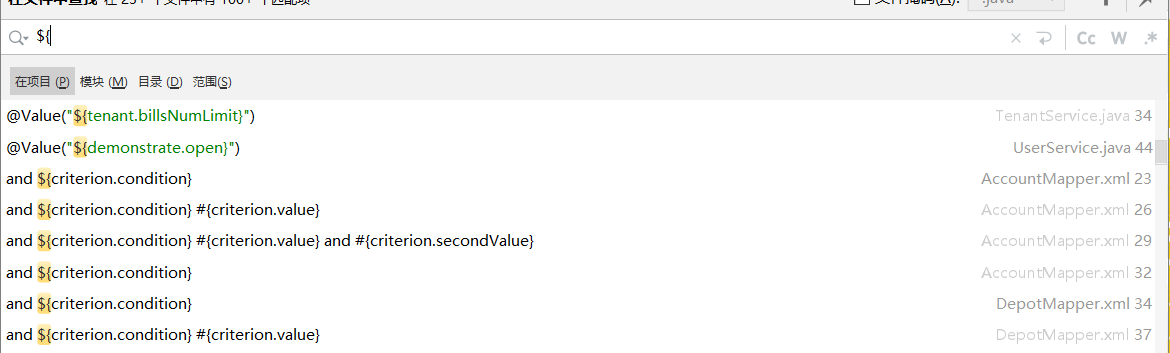 ${
Cc W .*
在项目 (P) 模块 (M) 目录 (D) 范围(S)
@Value("${tenant.billsNumLimit}") TenantService.java 34
@Value("${demonstrate.open}") UserService.java 44
and ${criterion.condition} AccountMapper.xml 23
and ${criterion.condition} #{criterion.value} AccountMapper.xml 26
and ${criterion.condition} #{criterion.value} and #{criterion.secondValue} AccountMapper.xml 29
and ${criterion.condition} AccountMapper.xml 32
and ${criterion.condition} DepotMapper.xml 34
and ${criterion.condition} #{criterion.value} DepotMapper.xml 37